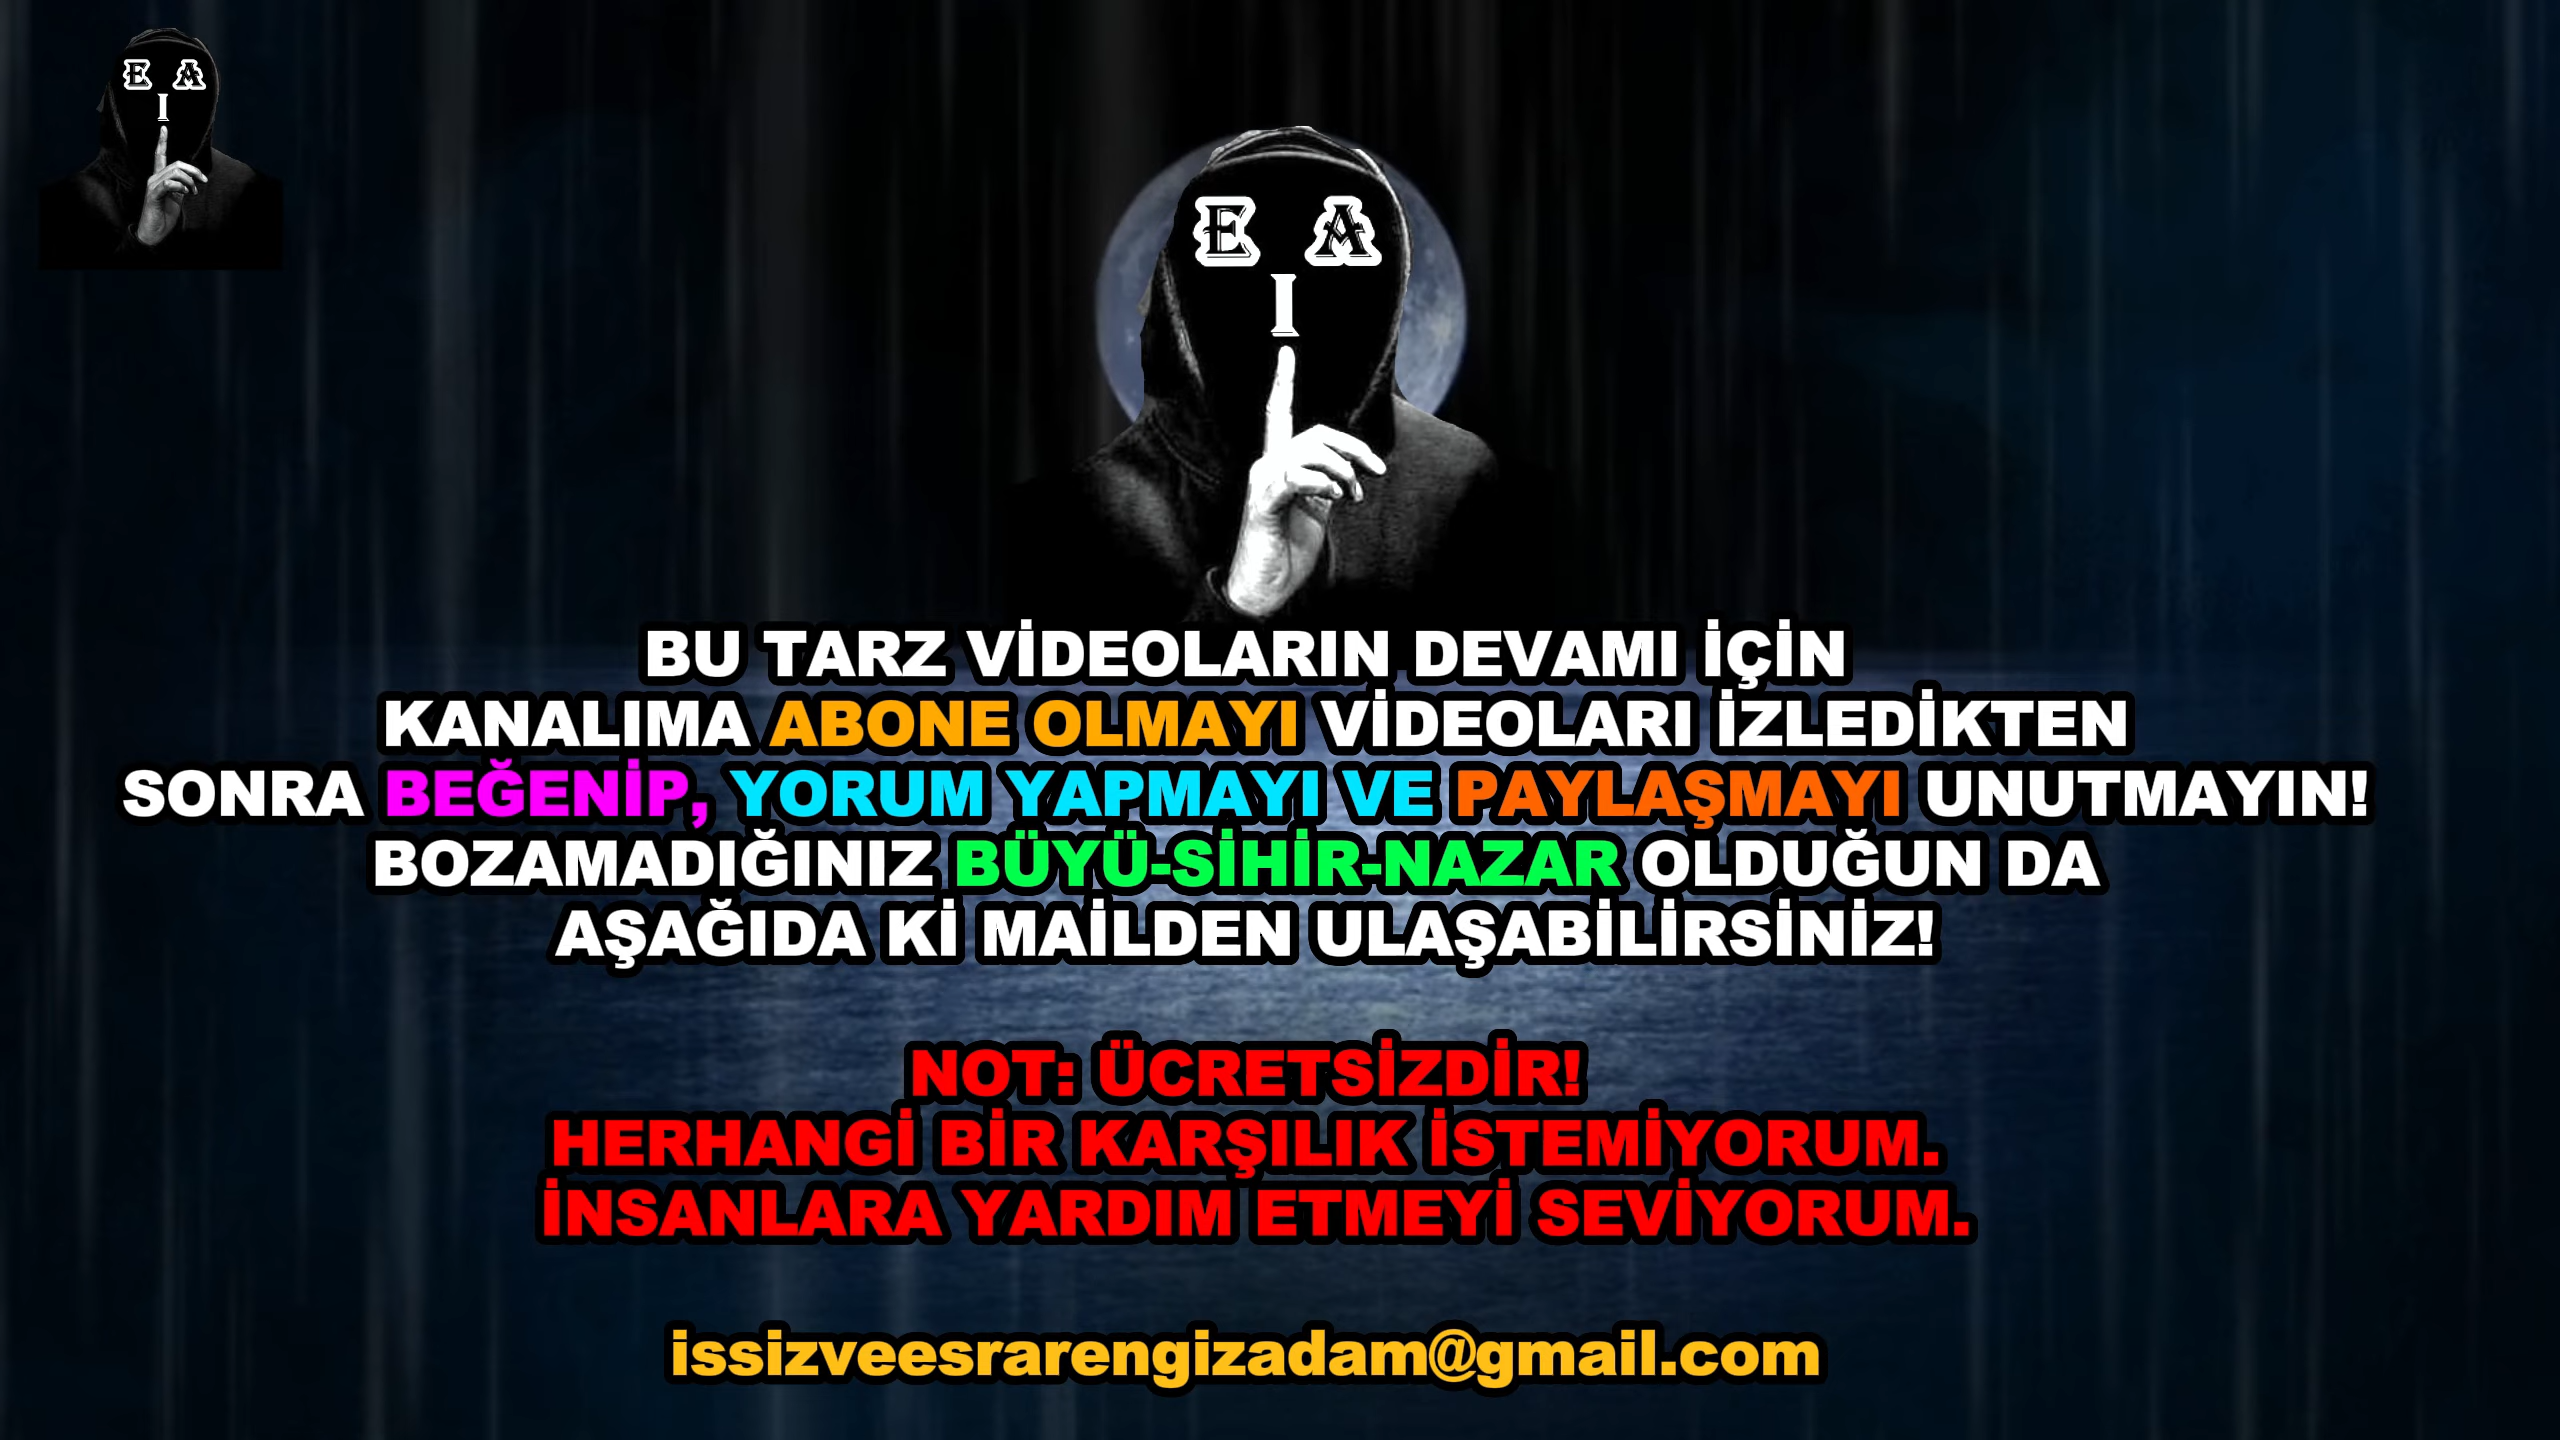 E A
I
E A
I
BU TARZ VİDEOLARIN DEVAMI İÇİN
KANALIMA ABONE OLMAYI VİDEOLARI İZLEDİKTEN
SONRA BEĞENİP, YORUM YAPMAYI VE PAYLAŞMAYI UNUTMAYIN!
BOZAMADIĞINIZ BÜYÜ-SİHİR-NAZAR OLDUĞUN DA
AŞAĞIDA Kİ MAİLDEN ULAŞABİLİRSİNİZ!
NOT: ÜCRETSİZDİR!
HERHANGİ BİR KARŞILIK İSTEMİYORUM.
İNSANLARA YARDIM ETMEYİ SEVİYORUM.
issizveesrarengizadam@gmail.com